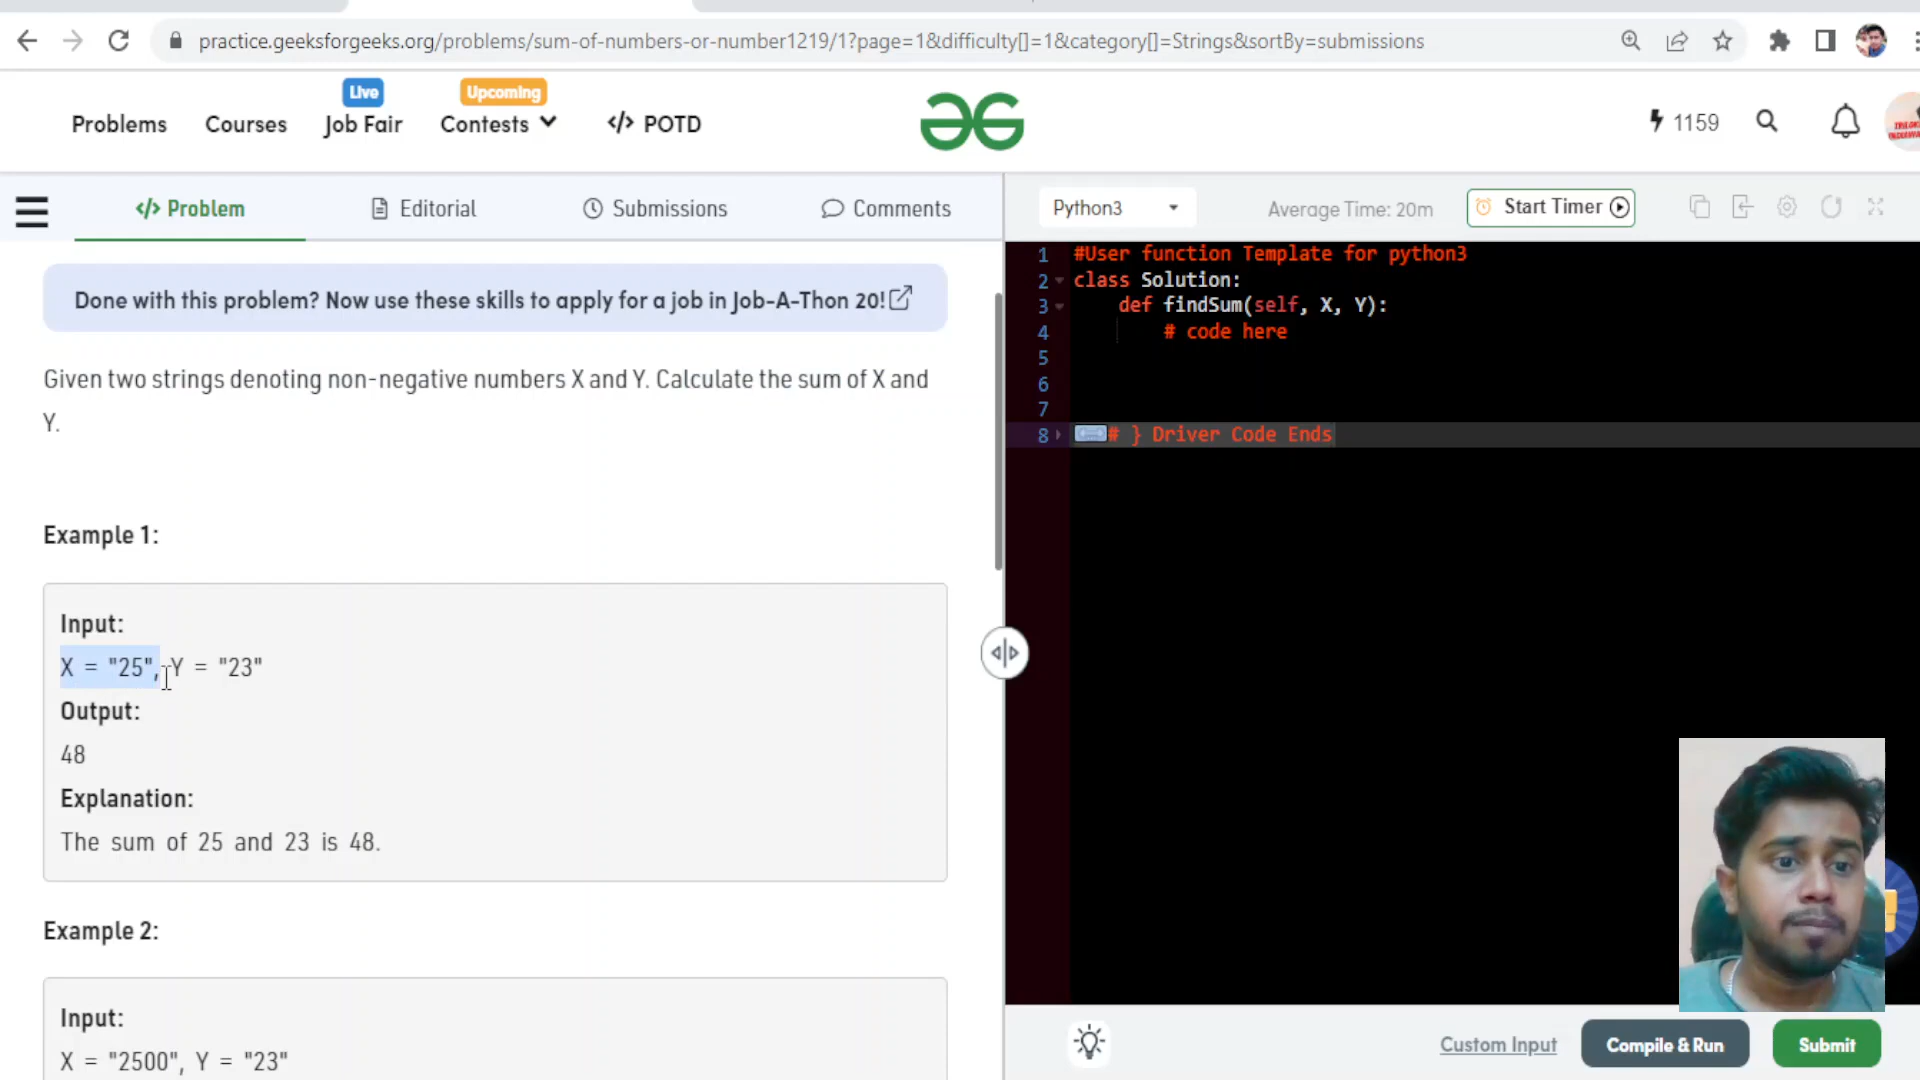 practice.geeksforgeeks.org/problems/sum-of-numbers-or-number1219/1?page=1&difficulty[]=1&category[]=Strings&sortBy=submissions
Live
Upcoming
Problems
Courses
Job Fair
Contests
</> POTD
1159
</> Problem
Editorial
Submissions
Comments
Python3
Average Time: 20m
Start Timer
Done with this problem? Now use these skills to apply for a job in Job-A-Thon 20!
Given two strings denoting non-negative numbers X and Y. Calculate the sum of X and
Y.
Example 1:
Input:
X = "25", Y = "23"
Output:
48
Explanation:
The sum of 25 and 23 is 48.
Example 2:
Input:
X = "2500", Y = "23"
1 #User function Template for python3
2 class Solution:
3 def findSum(self, X, Y):
4 # code here
5
6
7
8 # } Driver Code Ends
Custom Input
Compile & Run
Submit